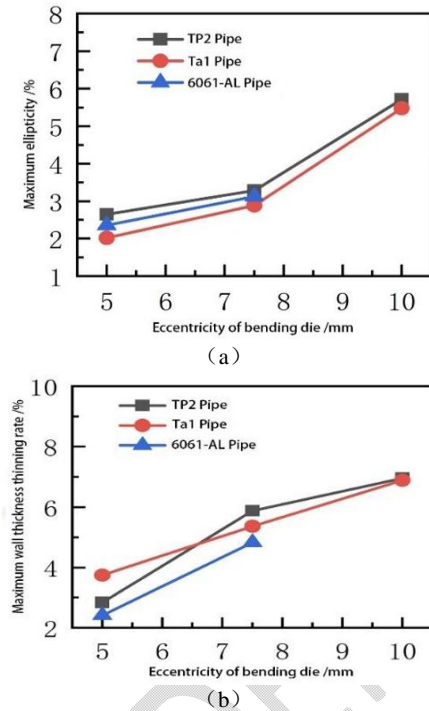 8
7
6
5
4
3
2
1
Maximum ellipticity /%
TP2 Pipe
Ta1 Pipe
6061-AL Pipe
5 6 7 8 9 10
Eccentricity of bending die /mm
（a）
10
8
6
4
2
Maximum wall thickness thinning rate /%
TP2 Pipe
Ta1 Pipe
6061-AL Pipe
5 6 7 8 9 10
Eccentricity of bending die /mm
（b）